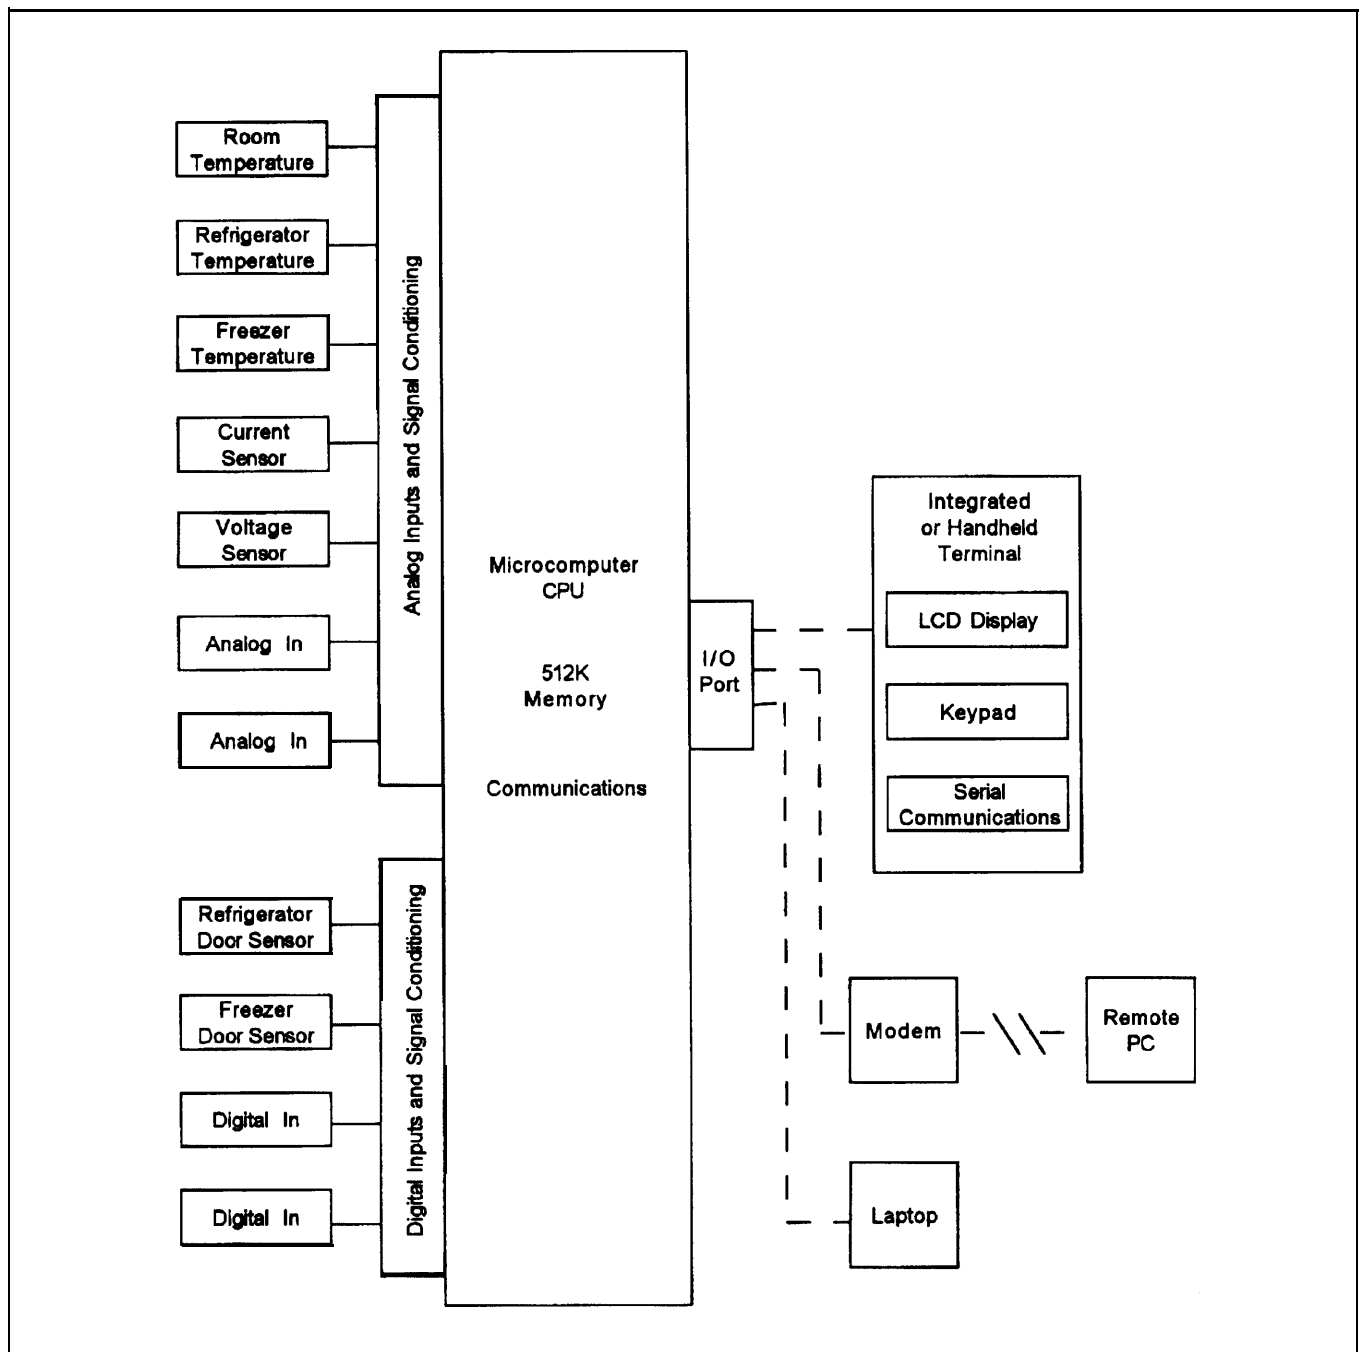 Room
Temperature
Refrigerator
Temperature
Freezer
Temperature
Current
Sensor
Voltage
Sensor
Analog In
Analog In
Analog Inputs and Signal Conditioning
Refrigerator
Door Sensor
Freezer
Door Sensor
Digital In
Digital In
Digital Inputs and Signal Conditioning
Microcomputer
CPU
512K
Memory
Communications
I/O
Port
Integrated
or Handheld
Terminal
LCD Display
Keypad
Serial
Communications
Modem
Remote
PC
Laptop